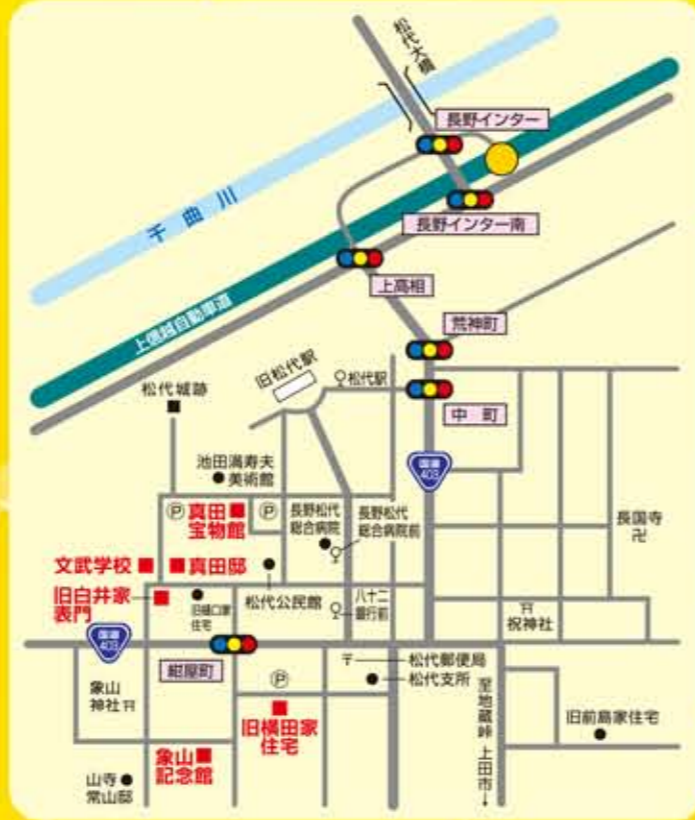 松代大橋
長野インター
千曲川
長野インター南
上高相
上信越自動車道
荒神町
旧松代駅
松代駅
中町
松代城跡
池田満寿夫
美術館
国道
403
Ⓟ
真田
宝物館
Ⓟ
長野松代
総合病院
長野松代
総合病院前
長国寺
卍
文武学校
真田邸
旧白井家
表門
旧樋口家
住宅
松代公民館
八十二
銀行前
祝神社
国道
403
紺屋町
Ⓟ
〒
松代郵便局
松代支所
象山
神社
旧横田家
住宅
至地蔵峠 上田市→
旧前島家住宅
象山
記念館
山寺
常山邸